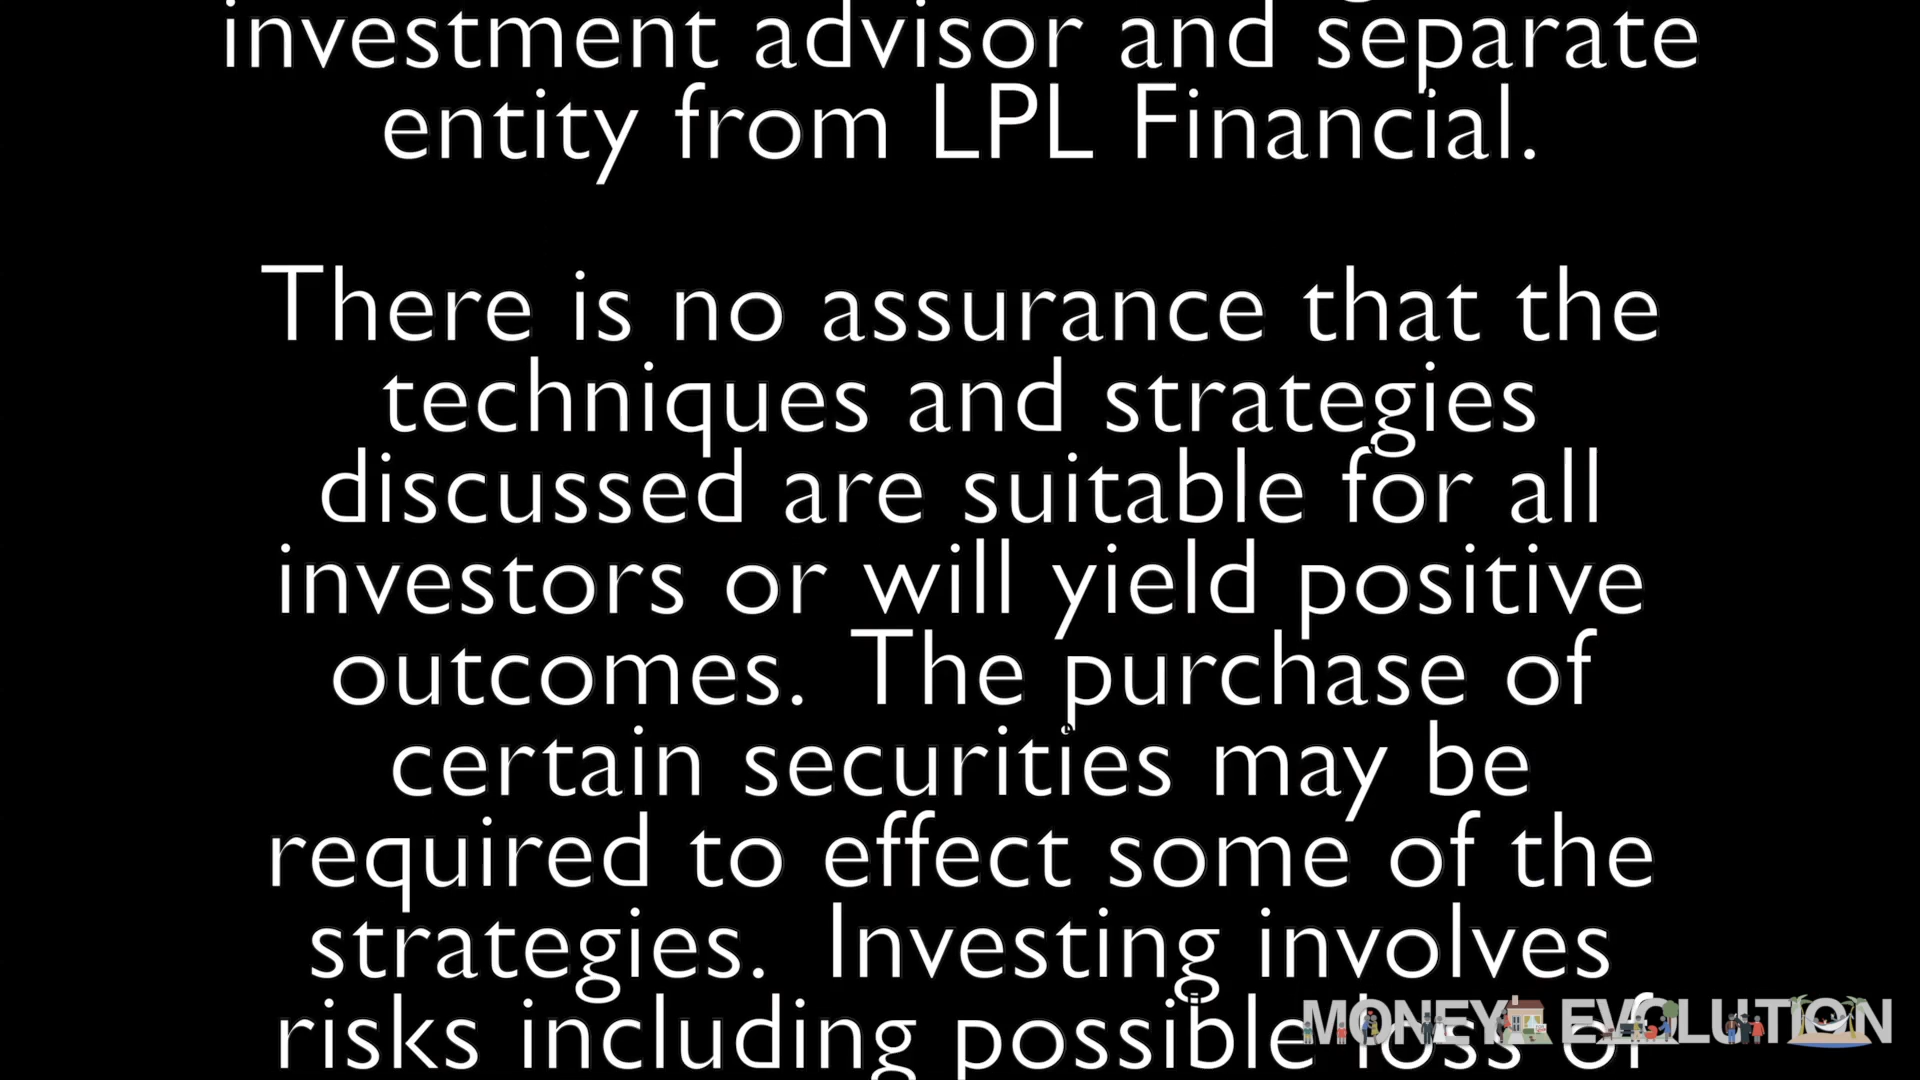 investment advisor and separate
entity from LPL Financial.
There is no assurance that the
techniques and strategies
discussed are suitable for all
investors or will yield positive
outcomes. The purchase of
certain securities may be
required to effect some of the
strategies. Investing involves
risks including possible loss of
MONEY EVOLUTION